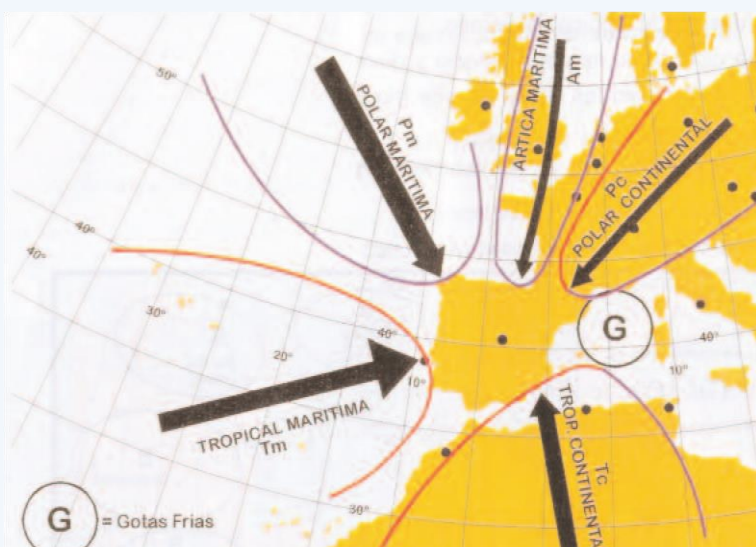 50°
40°
40°
30°
20°
40°
10°
30°
40°
10°
Pm
POLAR MARITIMA
ARTICA MARITIMA
Am
Pc
POLAR CONTINENTAL
TROPICAL MARITIMA
Tm
TROP. CONTINENTA
Tc
G
G = Gotas Frias